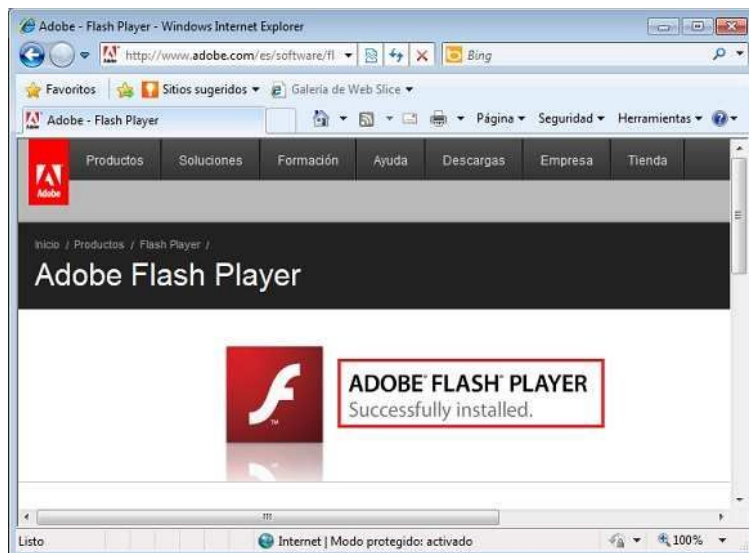 Adobe - Flash Player - Windows Internet Explorer
http://www.adobe.com/es/software/fl
Bing
Favoritos
Sitios sugeridos
Galería de Web Slice
Adobe - Flash Player
Página
Seguridad
Herramientas
Adobe
Productos
Soluciones
Formación
Ayuda
Descargas
Empresa
Tienda
Inicio / Productos / Flash Player /
Adobe Flash Player
TM
ADOBE® FLASH® PLAYER
Successfully installed.
Listo
Internet | Modo protegido: activado
100%